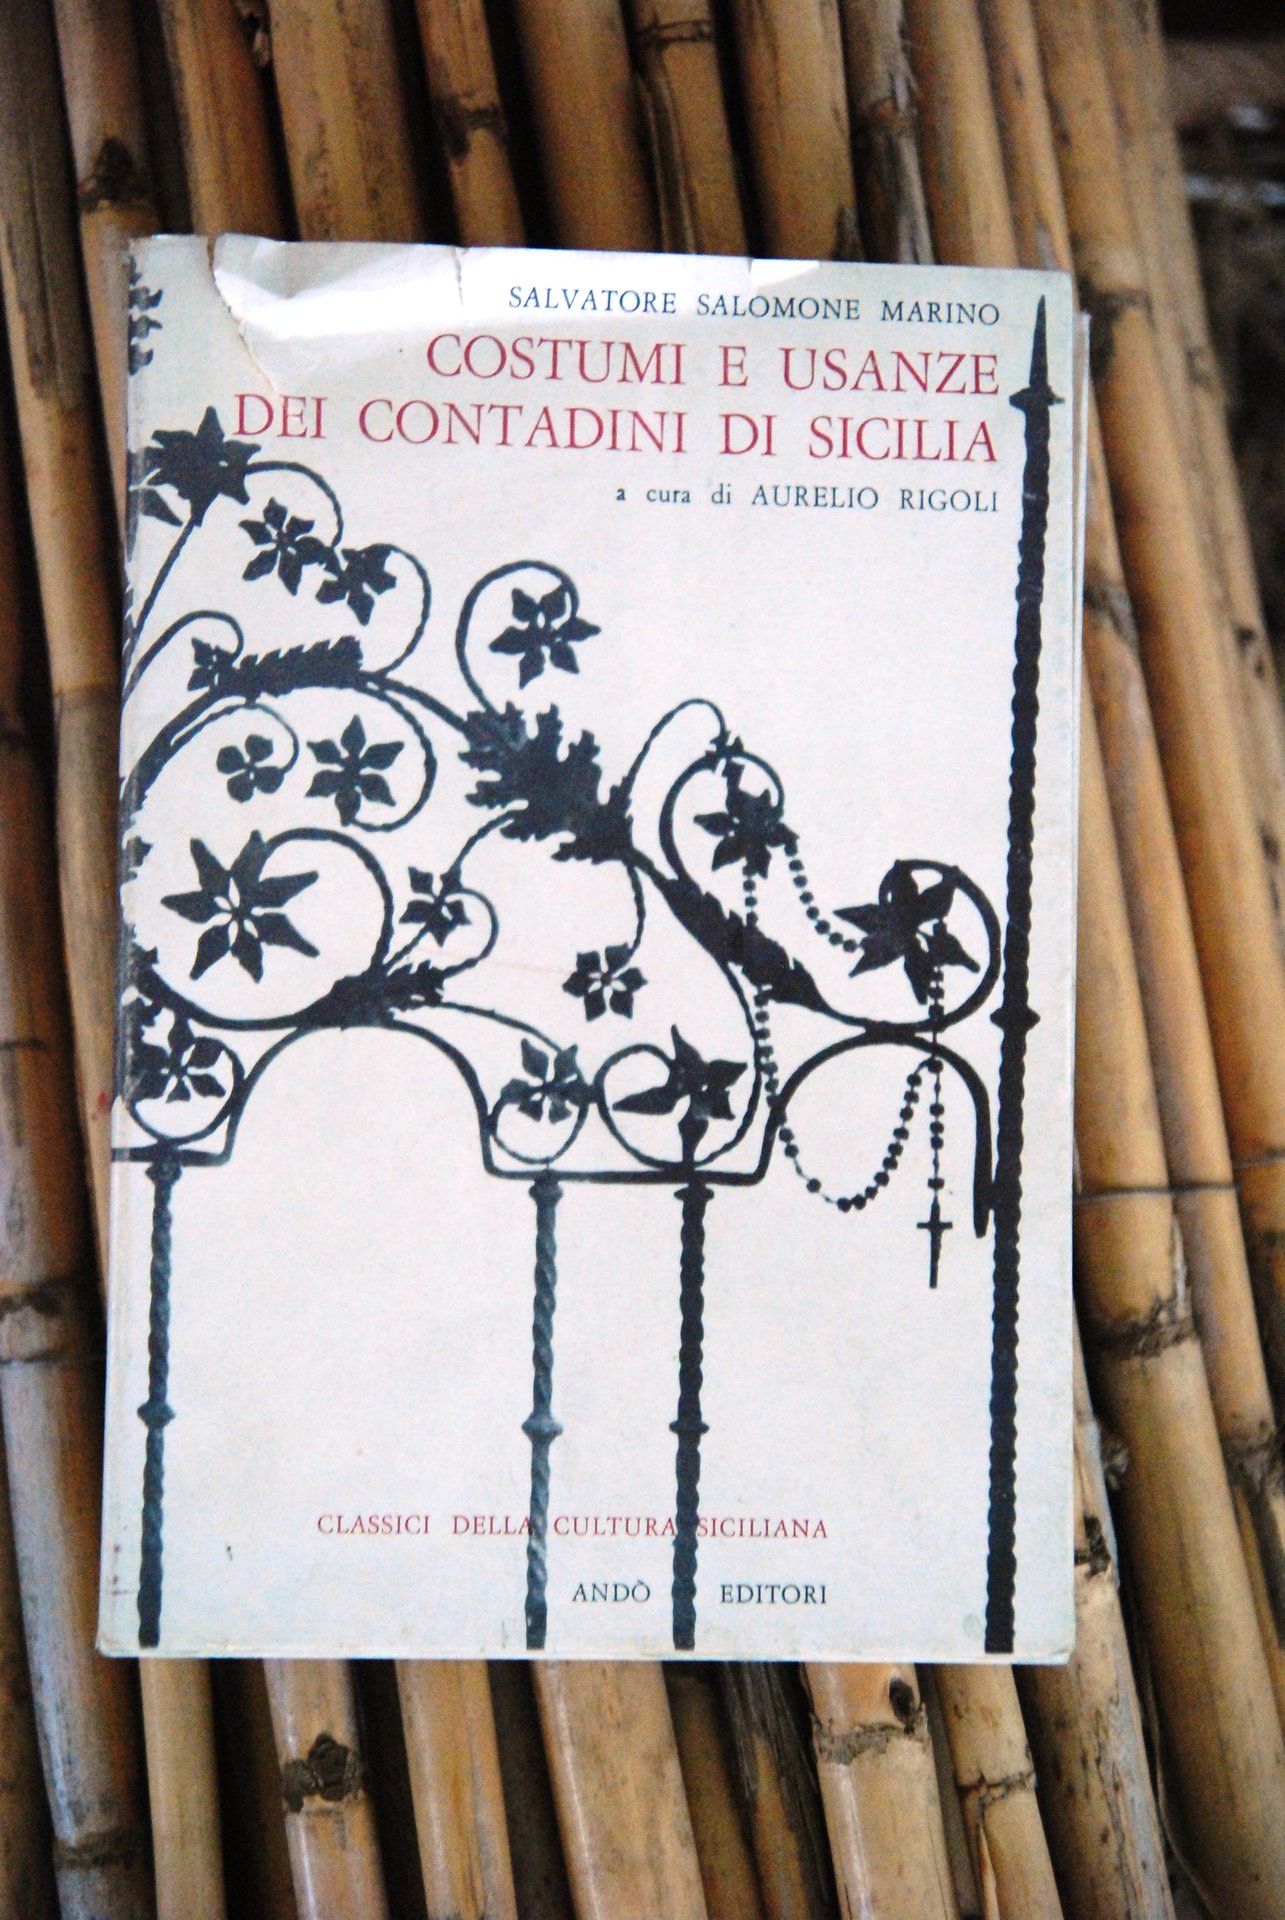 SALVATORE SALOMONE MARINO
COSTUMI E USANZE
DEI CONTADINI DI SICILIA
a cura di AURELIO RIGOLI
CLASSICI DELLA CULTURA SICILIANA
ANDÒ EDITORI